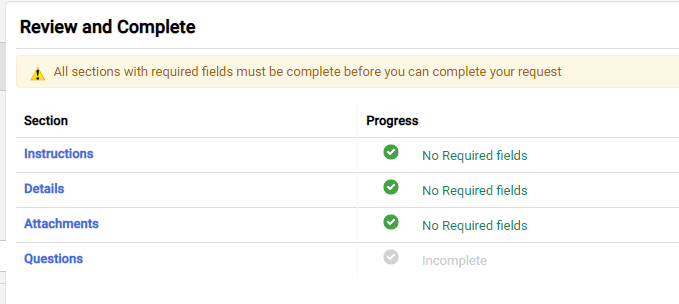 Review and Complete
All sections with required fields must be complete before you can complete your request
Section Progress
Instructions No Required fields
Details No Required fields
Attachments No Required fields
Questions Incomplete